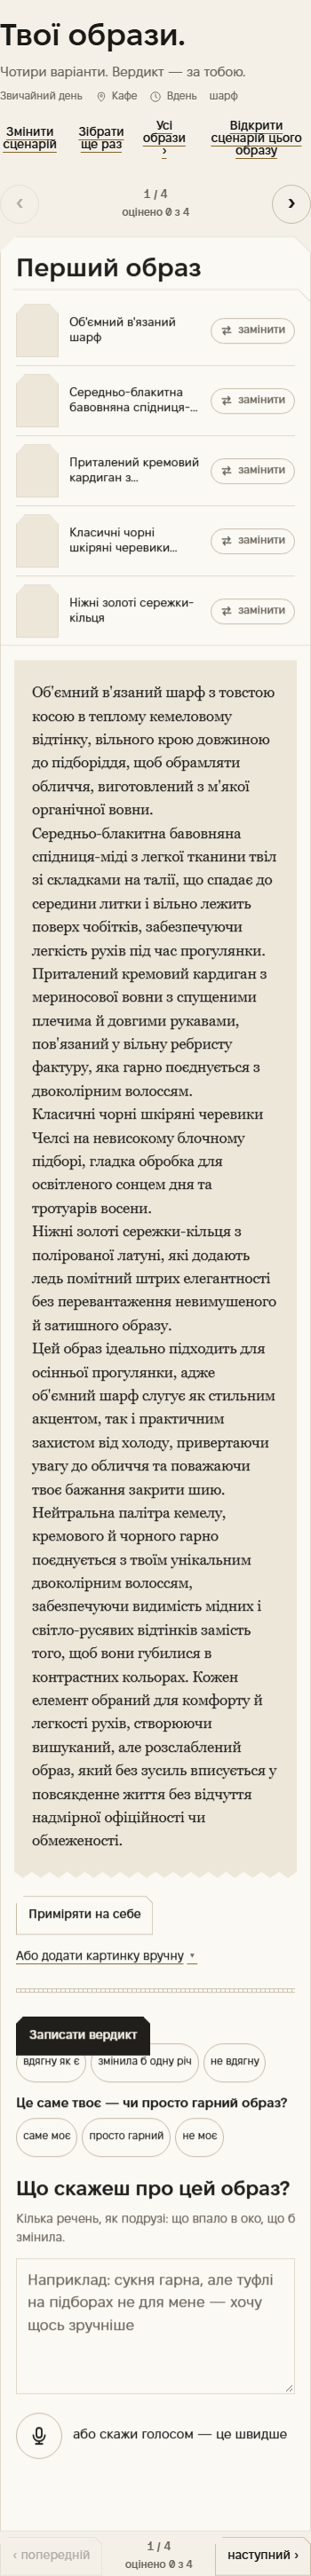 Твої образи.
Чотири варіанти. Вердикт — за тобою.
Звичайний день Кафе Вдень шарф
Змінити
сценарій
Зібрати
ще раз
Усі
образи
›
Відкрити
сценарій цього
образу
‹
1 / 4
оцінено 0 з 4
›
Перший образ
Об'ємний в'язаний
шарф
⇄ замінити
Середньо-блакитна
бавовняна спідниця-...
⇄ замінити
Приталений кремовий
кардиган з...
⇄ замінити
Класичні чорні
шкіряні черевики...
⇄ замінити
Ніжні золоті сережки-
кільця
⇄ замінити
Об'ємний в'язаний шарф з товстою
косою в теплому кемеловому
відтінку, вільного крою довжиною
до підборіддя, щоб обрамляти
обличчя, виготовлений з м'якої
органічної вовни.
Середньо-блакитна бавовняна
спідниця-міді з легкої тканини твіл
зі складками на талії, що спадає до
середини литки і вільно лежить
поверх чобітків, забезпечуючи
легкість рухів під час прогулянки.
Приталений кремовий кардиган з
мериносової вовни з спущеними
плечима й довгими рукавами,
пов'язаний у вільну ребристу
фактуру, яка гарно поєднується з
двоколірним волоссям.
Класичні чорні шкіряні черевики
Челсі на невисокому блочному
підборі, гладка обробка для
освітленого сонцем дня та
тротуарів восени.
Ніжні золоті сережки-кільця з
полірованої латуні, які додають
ледь помітний штрих елегантності
без перевантаження невимушеного
й затишного образу.
Цей образ ідеально підходить для
осінньої прогулянки, адже
об'ємний шарф слугує як стильним
акцентом, так і практичним
захистом від холоду, привертаючи
увагу до обличчя та поважаючи
твоє бажання закрити шию.
Нейтральна палітра кемелу,
кремового й чорного гарно
поєднується з твоїм унікальним
двоколірним волоссям,
забезпечуючи видимість мідних і
світло-русявих відтінків замість
того, щоб вони губилися в
контрастних кольорах. Кожен
елемент обраний для комфорту й
легкості рухів, створюючи
вишуканий, але розслаблений
образ, який без зусиль вписується у
повсякденне життя без відчуття
надмірної офіційності чи
обмеженості.
Приміряти на себе
Або додати картинку вручну
Записати вердикт
вдягну як є змінила б одну річ не вдягну
Це саме твоє — чи просто гарний образ?
саме моє просто гарний не моє
Що скажеш про цей образ?
Кілька речень, як подрузі: що впало в око, що б
змінила.
Наприклад: сукня гарна, але туфлі
на підборах не для мене — хочу
щось зручніше
або скажи голосом — це швидше
‹ попередній
1 / 4
оцінено 0 з 4
наступний ›